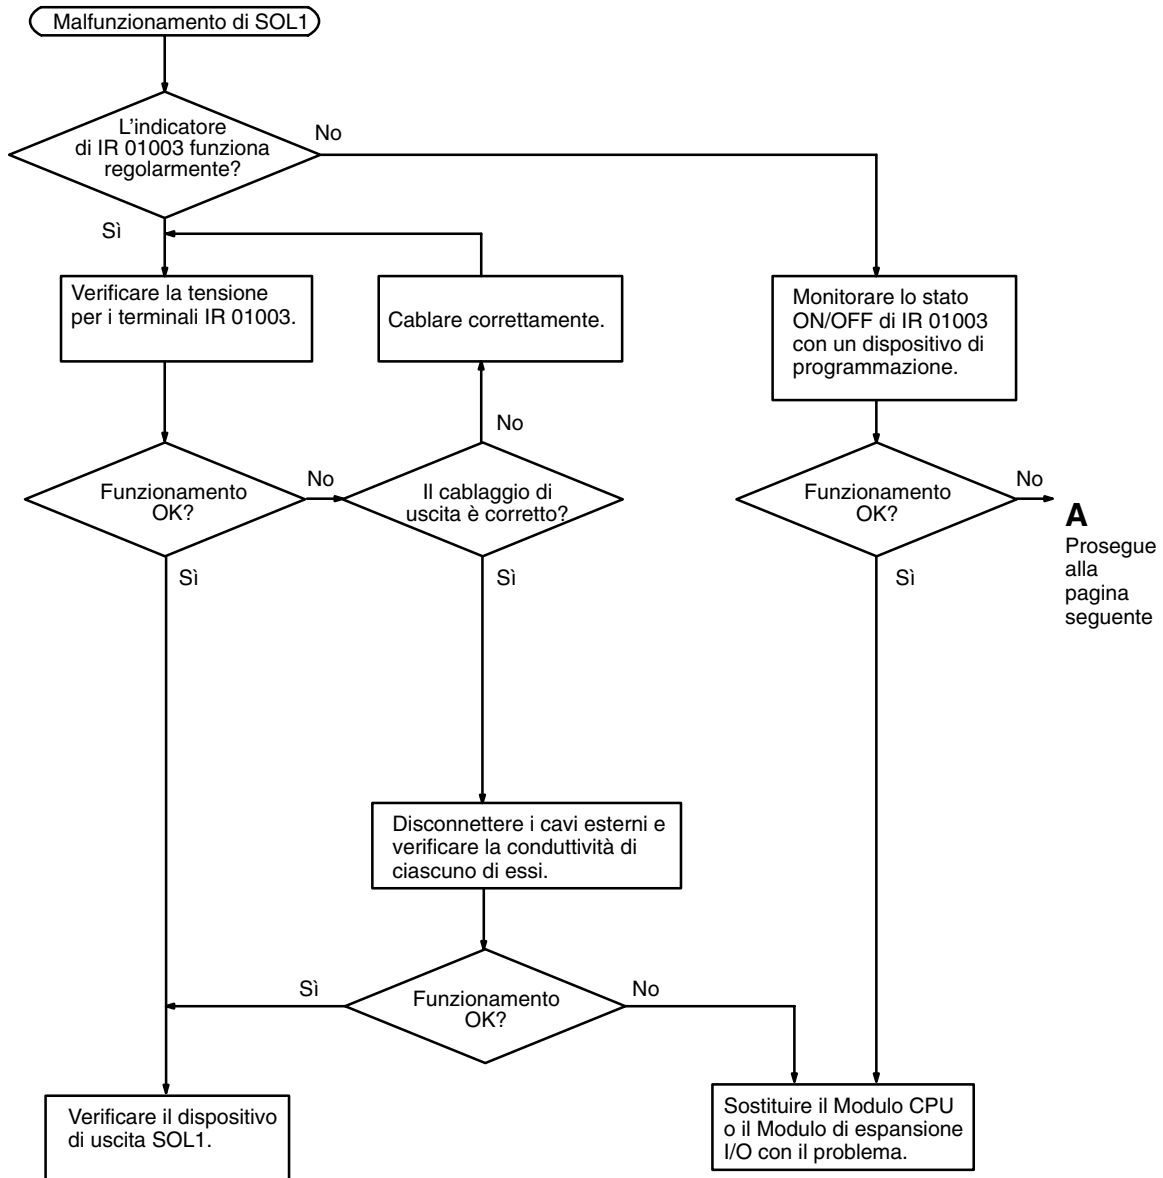 Malfunzionamento di SOL1
L'indicatore
di IR 01003 funziona
regolarmente?
No
Sì
Verificare la tensione
per i terminali IR 01003.
Cablare correttamente.
Monitorare lo stato
ON/OFF di IR 01003
con un dispositivo di
programmazione.
No
Funzionamento
OK?
No
Il cablaggio di
uscita è corretto?
Funzionamento
OK?
No
A
Prosegue
alla
pagina
seguente
Sì
Sì
Sì
Disconnettere i cavi esterni e
verificare la conduttività di
ciascuno di essi.
Sì
Funzionamento
OK?
No
Verificare il dispositivo
di uscita SOL1.
Sostituire il Modulo CPU
o il Modulo di espansione
I/O con il problema.